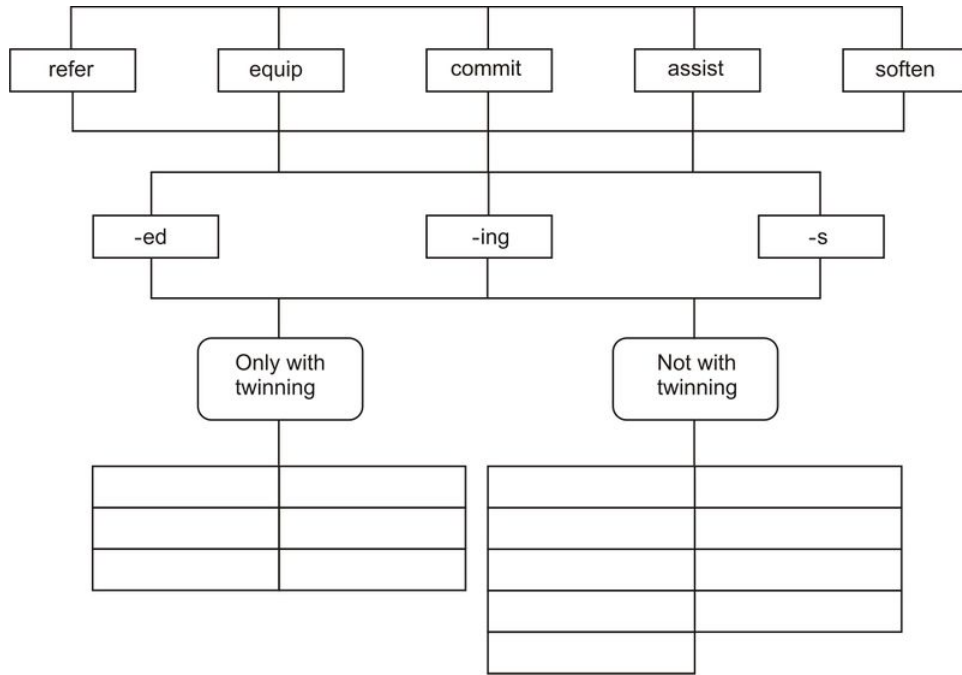 refer equip commit assist soften
-ed -ing -s
Only with Not with
twinning twinning